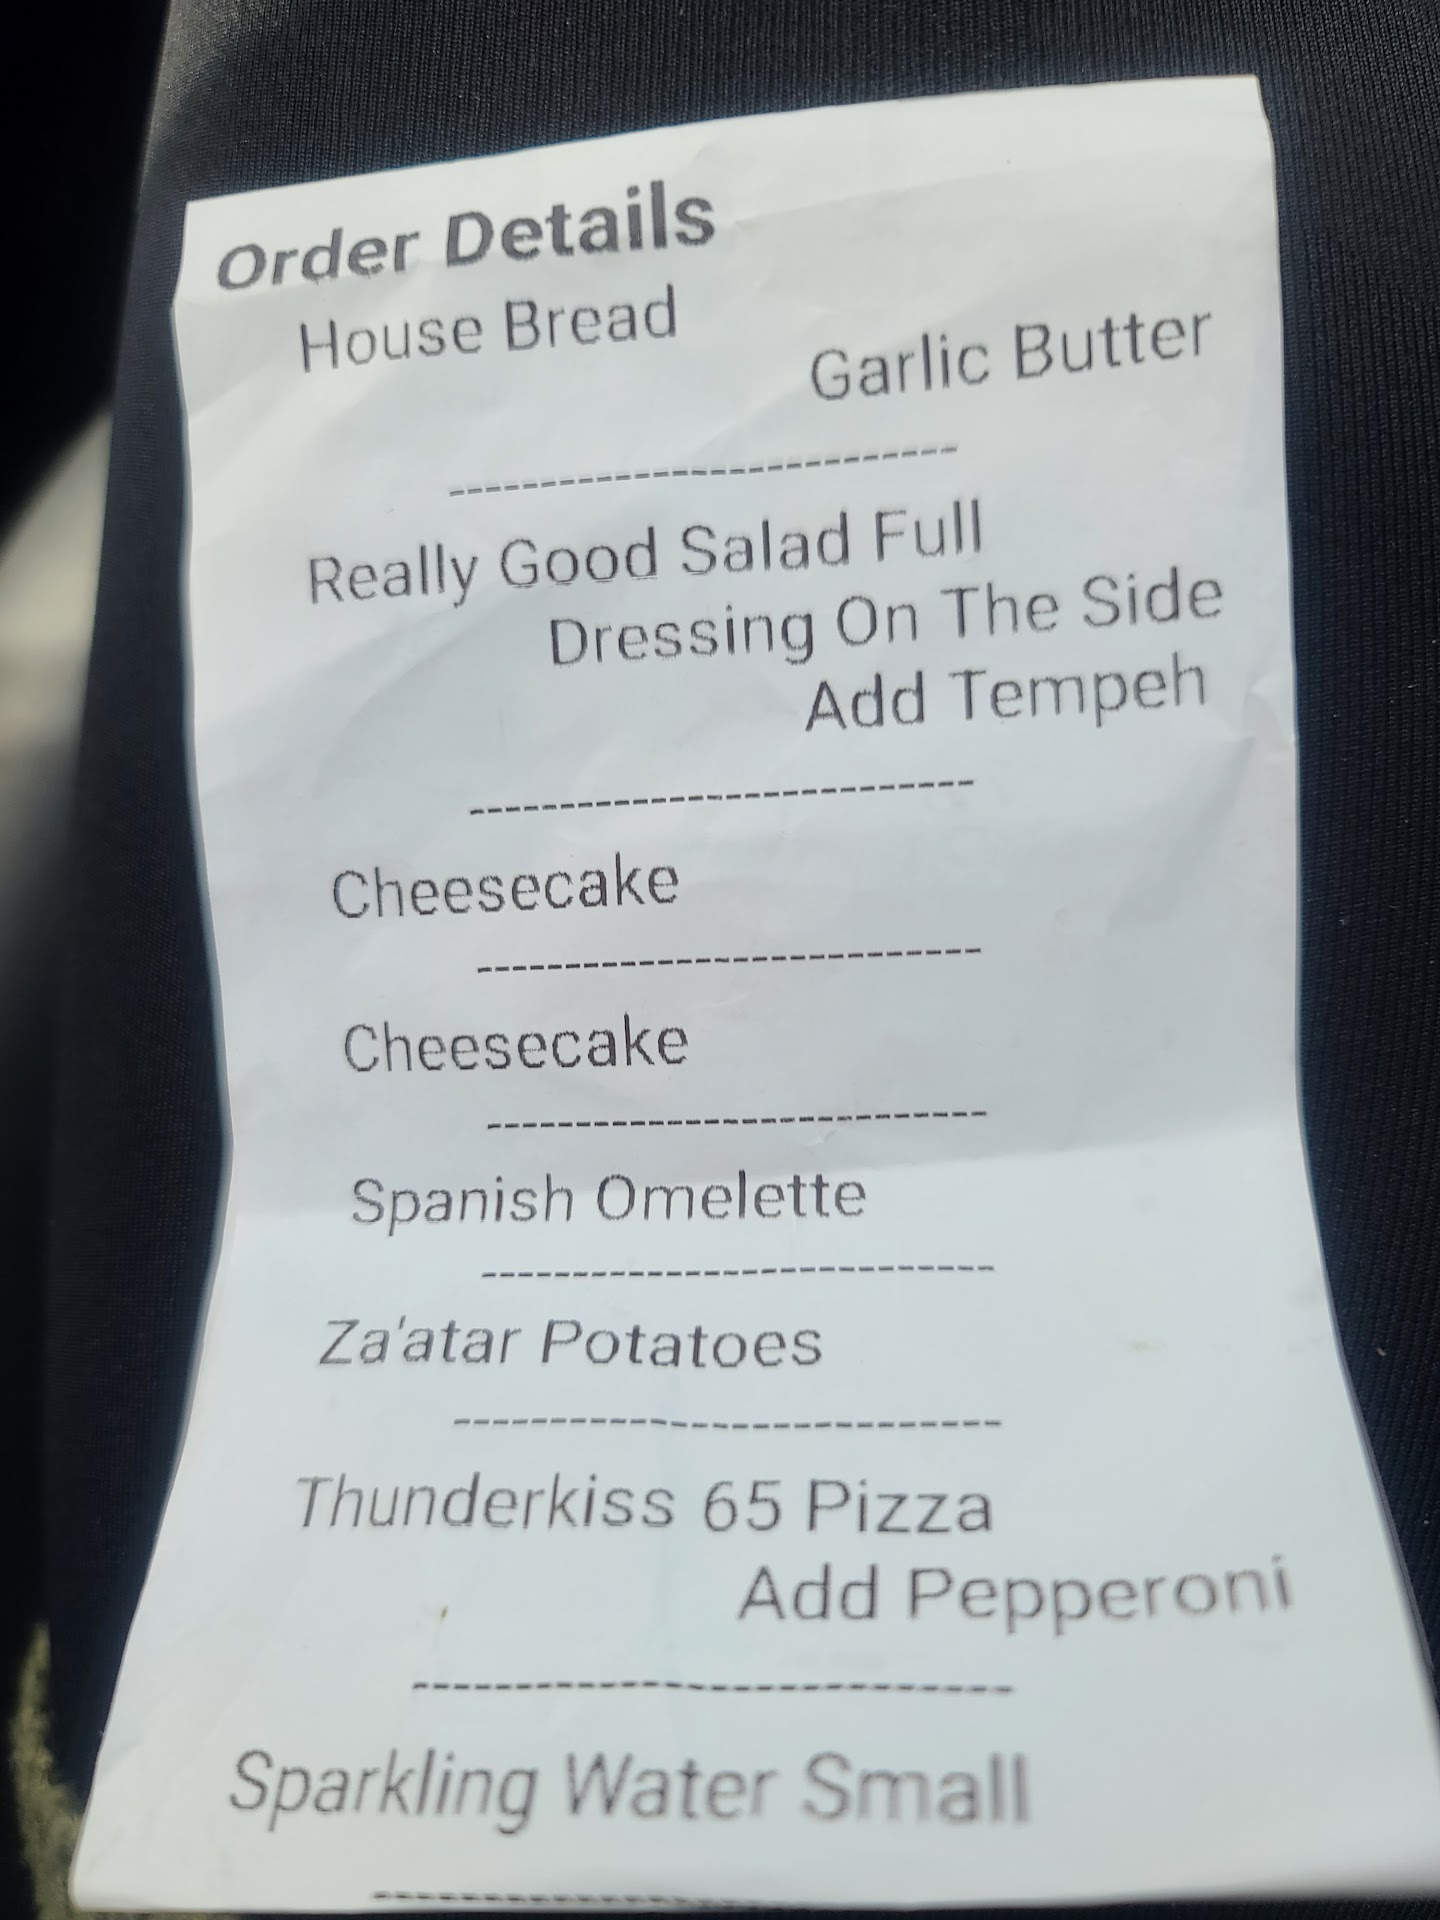 Order Details
House Bread
Garlic Butter
--------------------------
Really Good Salad Full
Dressing On The Side
Add Tempeh
--------------------------
Cheesecake
--------------------------
Cheesecake
--------------------------
Spanish Omelette
--------------------------
Za'atar Potatoes
--------------------------
Thunderkiss 65 Pizza
Add Pepperoni
--------------------------
Sparkling Water Small
--------------------------